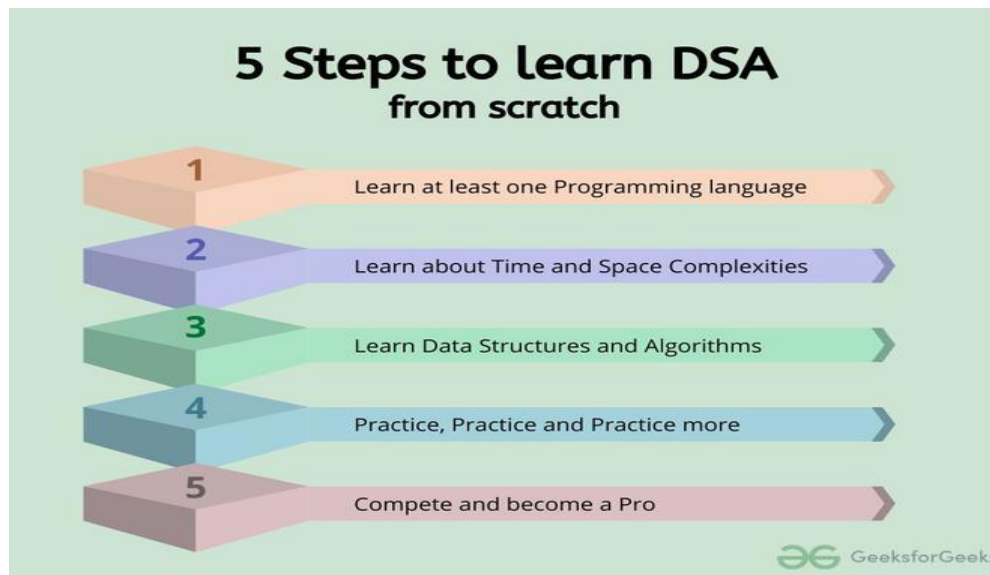 5 Steps to learn DSA
from scratch
1
Learn at least one Programming language
2
Learn about Time and Space Complexities
3
Learn Data Structures and Algorithms
4
Practice, Practice and Practice more
5
Compete and become a Pro
GeeksforGeek